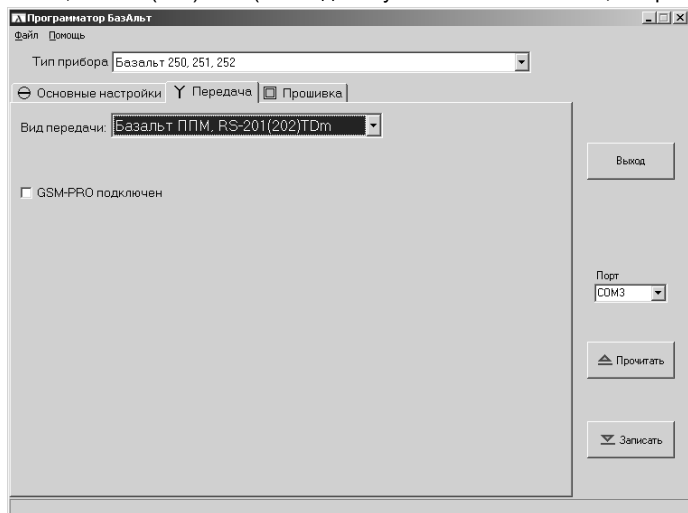 Программатор БазАльт
Файл Помощь
Тип прибора Базальт 250, 251, 252
Основные настройки Передача Прошивка
Вид передачи: Базальт ППМ, RS-201(202)TDm
Выход
GSM-PRO подключен
Порт
COM3
Прочитать
Записать